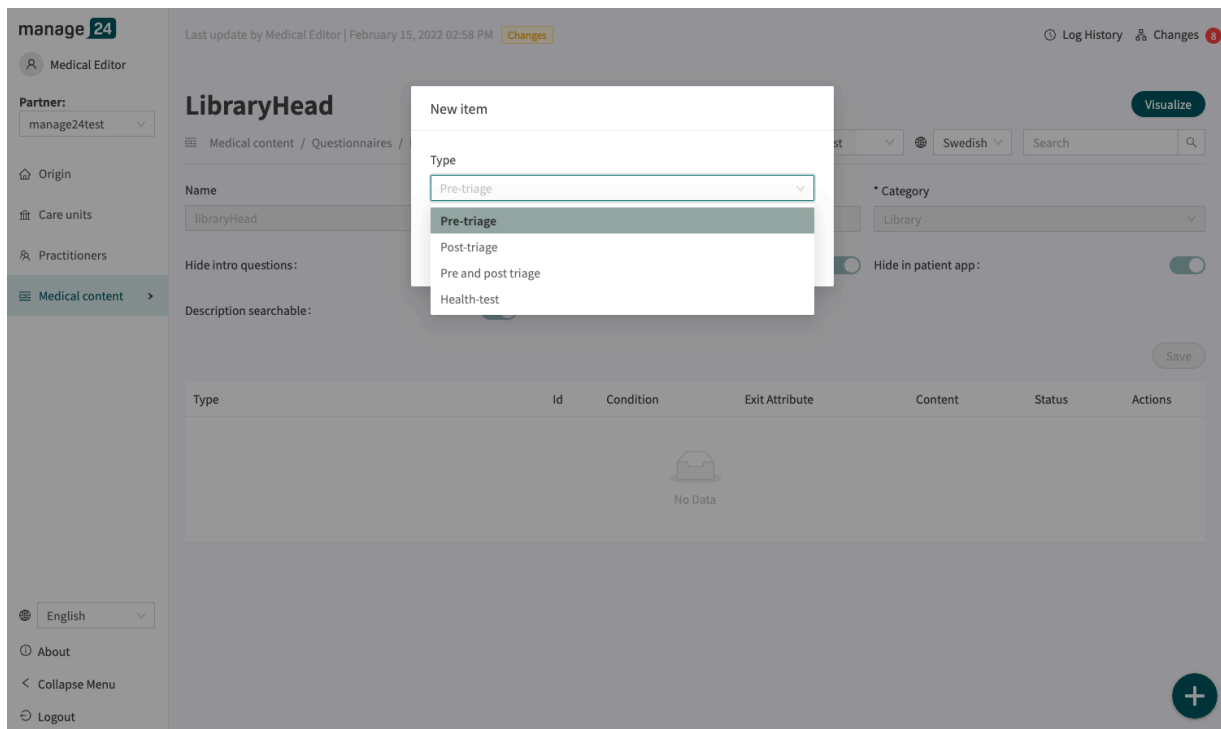 manage 24
Medical Editor
Partner:
manage24test
Origin
Care units
Practitioners
Medical content
English
About
Collapse Menu
Logout
Last update by Medical Editor | February 15, 2022 02:58 PM Changes
Log History Changes 8
LibraryHead
Visualize
Medical content / Questionnaires /
st
Swedish
Search
Name
libraryHead
* Category
Library
Hide intro questions:
Hide in patient app:
Description searchable:
Save
New item
Type
Pre-triage
Pre-triage
Post-triage
Pre and post triage
Health-test
Type Id Condition Exit Attribute Content Status Actions
No Data